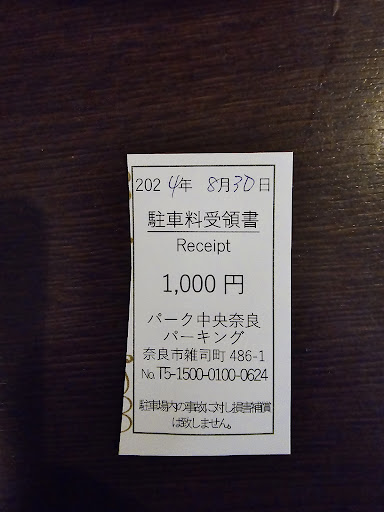 2024年 8月30日
駐車料受領書
Receipt
1,000 円
パーク中央奈良
パーキング
奈良市雑司町 486-1
No. T5-1500-0100-0624
駐車場内の事故に対し損害補償
は致しません。